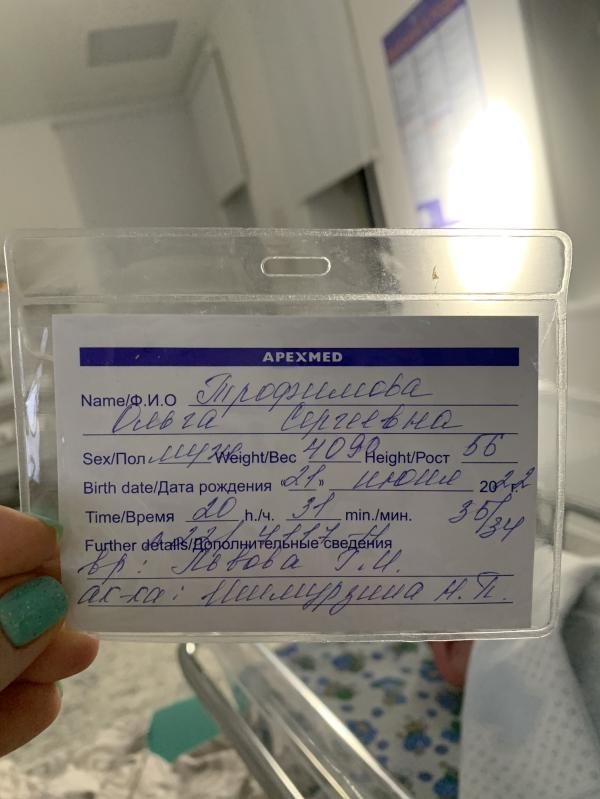 APEXMED
Name/Ф.И.О Трофимова
Ольга Сергеевна
Sex/Пол муж Weight/Вес 4090 Height/Рост 56
Birth date/Дата рождения 21 " июня 2022 г.
Time/Время 20 h./ч. 31 min./мин. 35/34
Further details/Дополнительные сведения
вр: Львова Г.М.
ак-ка: Н.П.